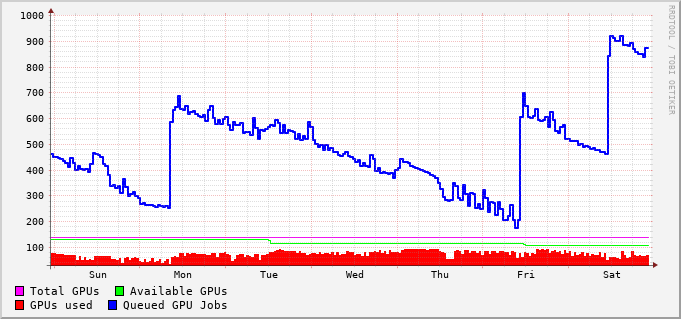 1000
900
800
700
600
500
400
300
200
100
Sun Mon Tue Wed Thu Fri Sat
Total GPUs Available GPUs
GPUs used Queued GPU Jobs
RRDTOOL / TOBI OETIKER